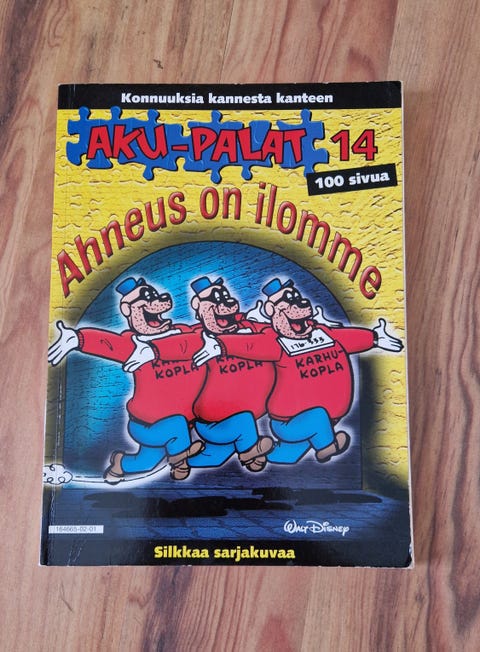 Konnuuksia kannesta kanteen
AKU-PALAT 14
100 sivua
Ahneus on ilomme
KARHU-
KOPLA
KOPLA
176-333
KARHU-
KOPLA
164665-02-01
WALT DISNEY
Silkkaa sarjakuvaa